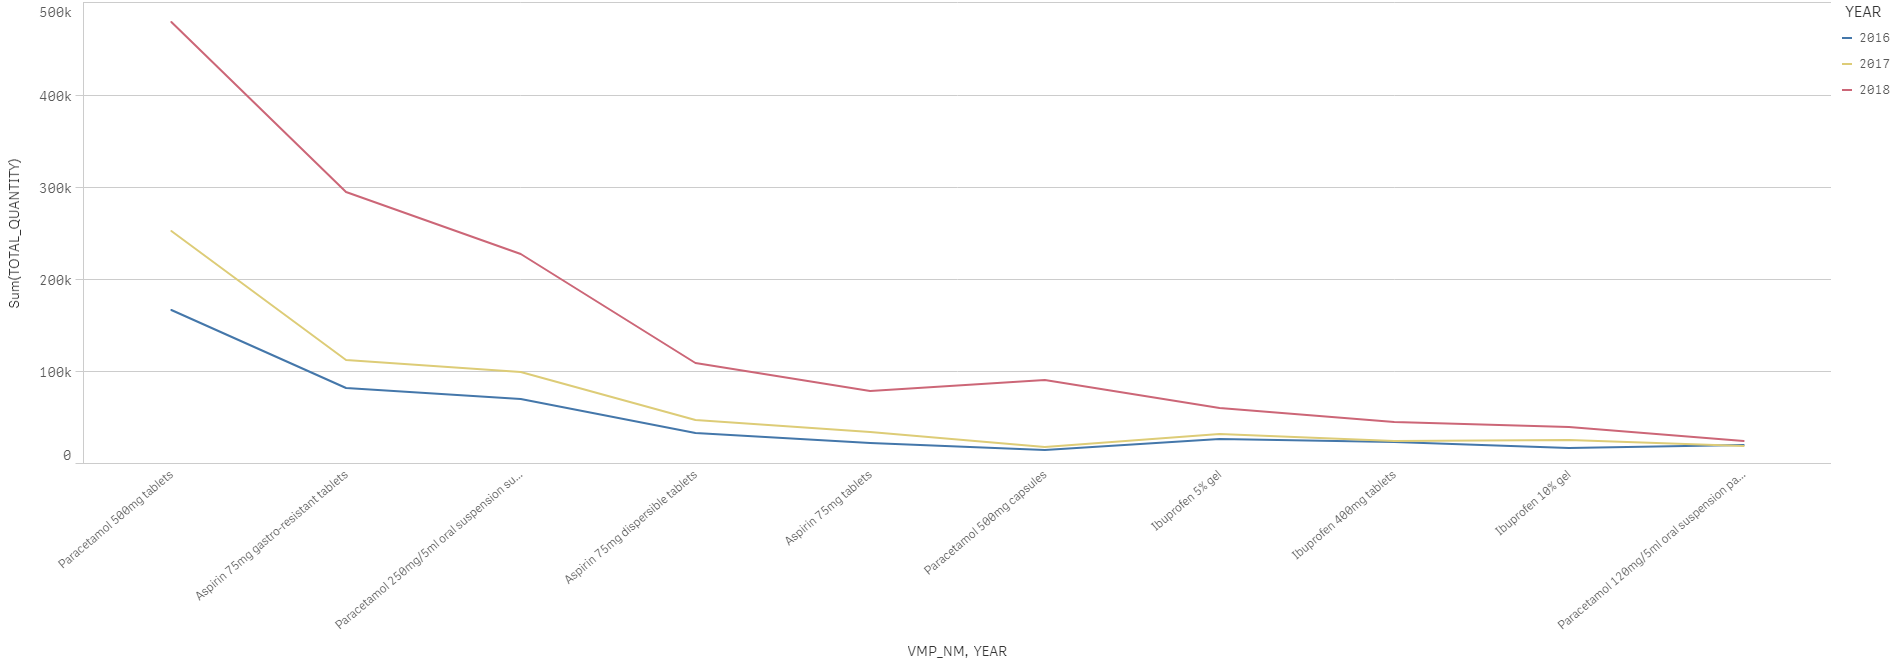 500k
400k
300k
200k
100k
0
Sum(TOTAL_QUANTITY)
Paracetamol 500mg tablets
Aspirin 75mg gastro-resistant tablets
Paracetamol 250mg/5ml oral suspension su...
Aspirin 75mg dispersible tablets
Aspirin 75mg tablets
Paracetamol 500mg capsules
Ibuprofen 5% gel
Ibuprofen 400mg tablets
Ibuprofen 10% gel
Paracetamol 120mg/5ml oral suspension pa...
VMP_NM, YEAR
YEAR
2016
2017
2018